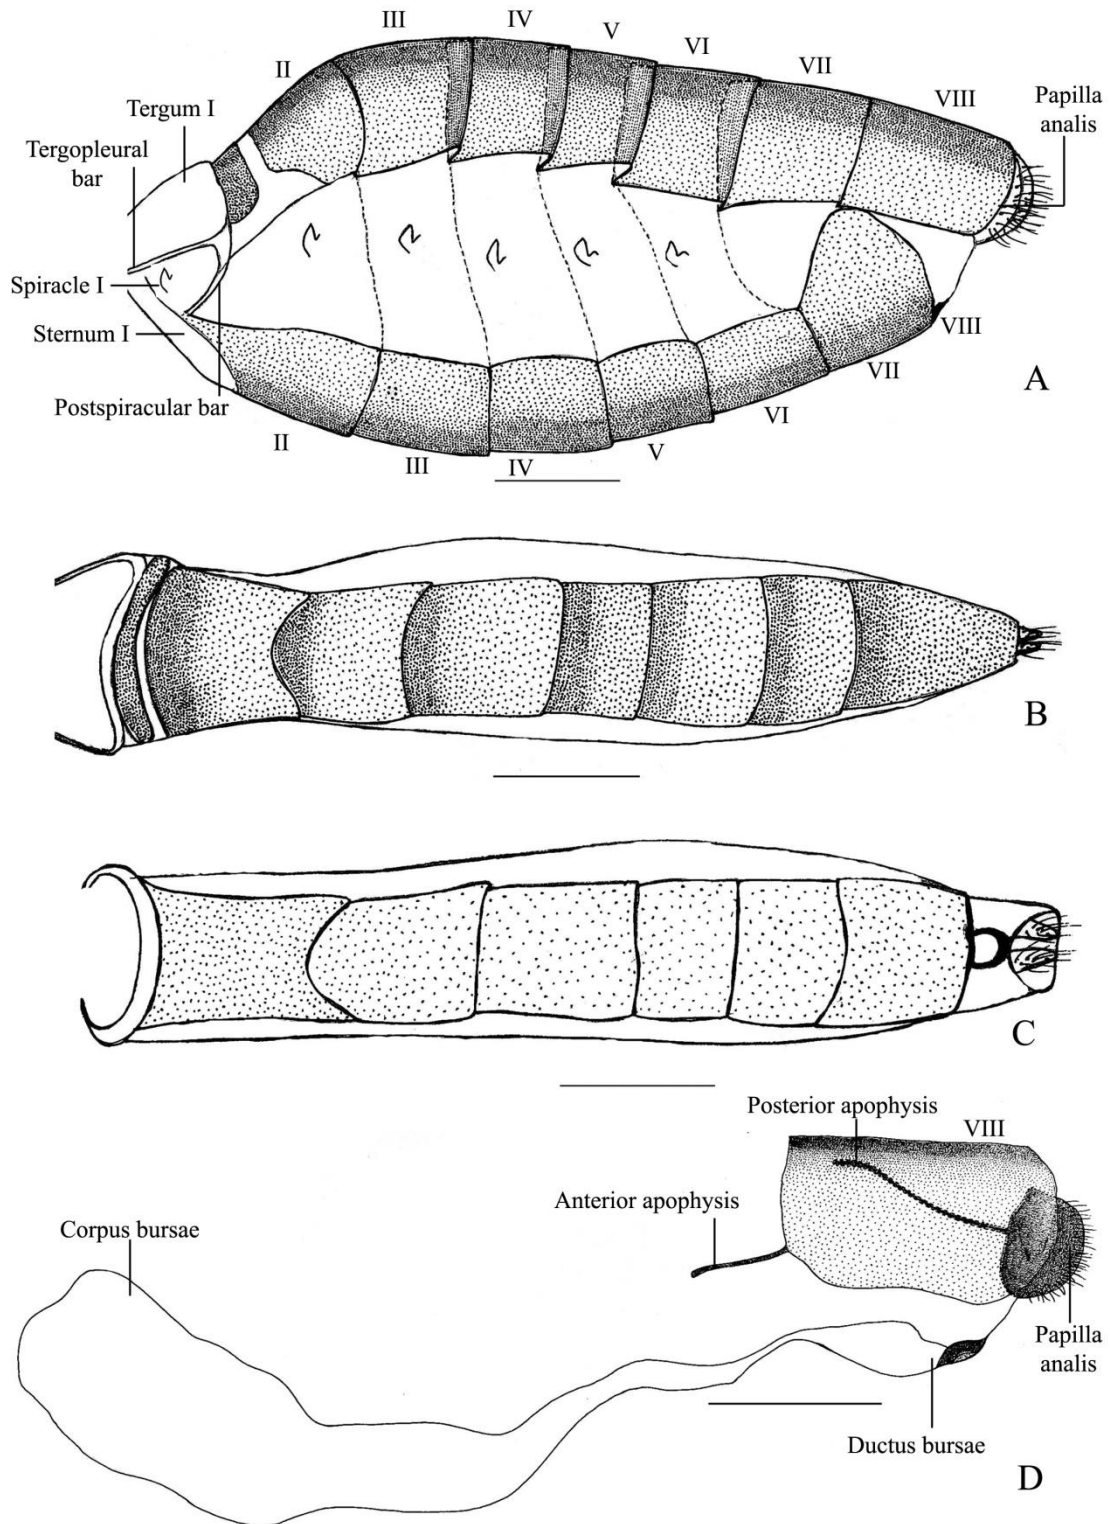 III IV V VI VII VIII
II
Tergum I
Tergopleural
bar
Papilla
analis
Spiracle I
Sternum I
Postspiracular bar
VIII
VII
VI
V
IV
III
II
A
B
C
Posterior apophysis
VIII
Anterior apophysis
Corpus bursae
Papilla
analis
Ductus bursae
D